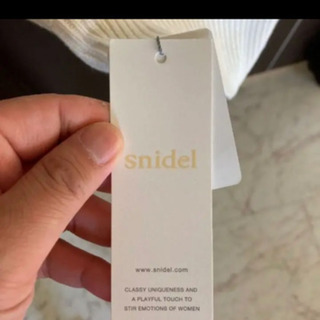 snidel
www.snidel.com
CLASSY UNIQUENESS AND
A PLAYFUL TOUCH TO
STIR EMOTIONS OF WOMEN